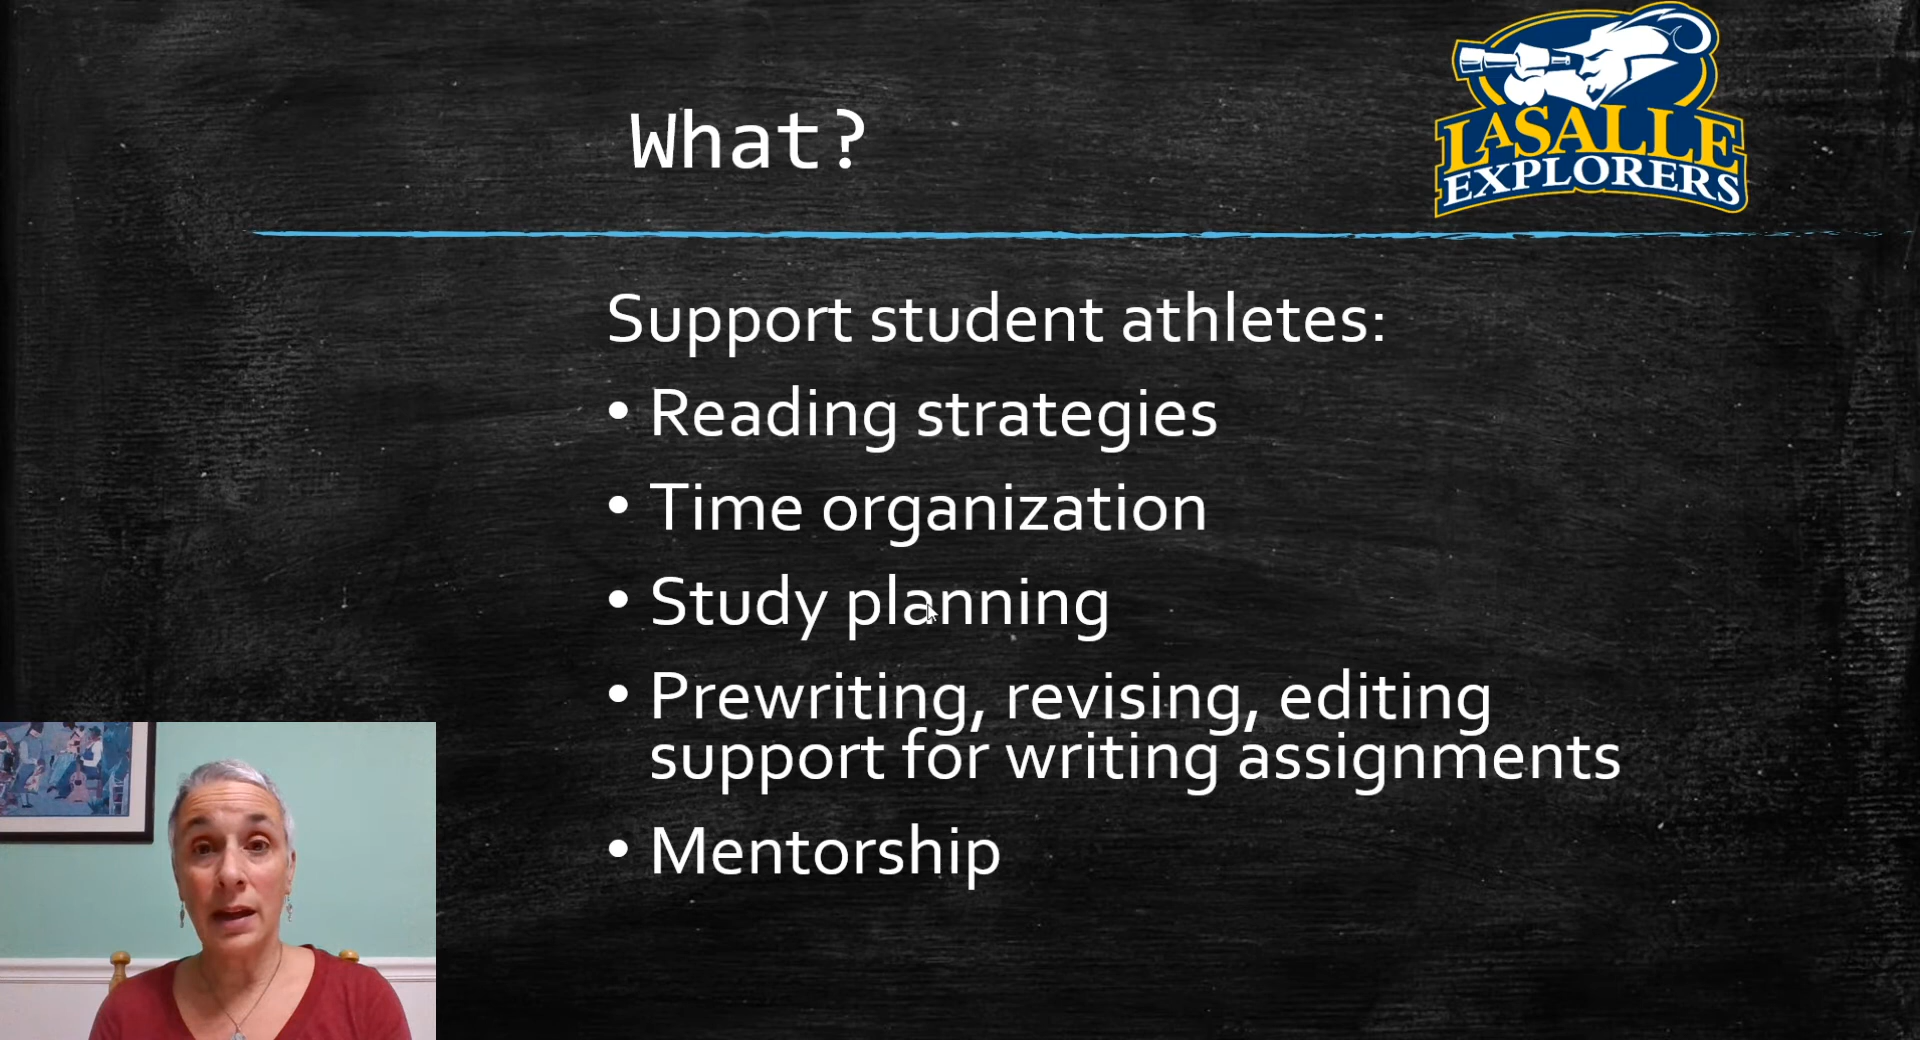 What?
LASALLE
EXPLORERS
Support student athletes:
• Reading strategies
• Time organization
• Study planning
• Prewriting, revising, editing
support for writing assignments
• Mentorship